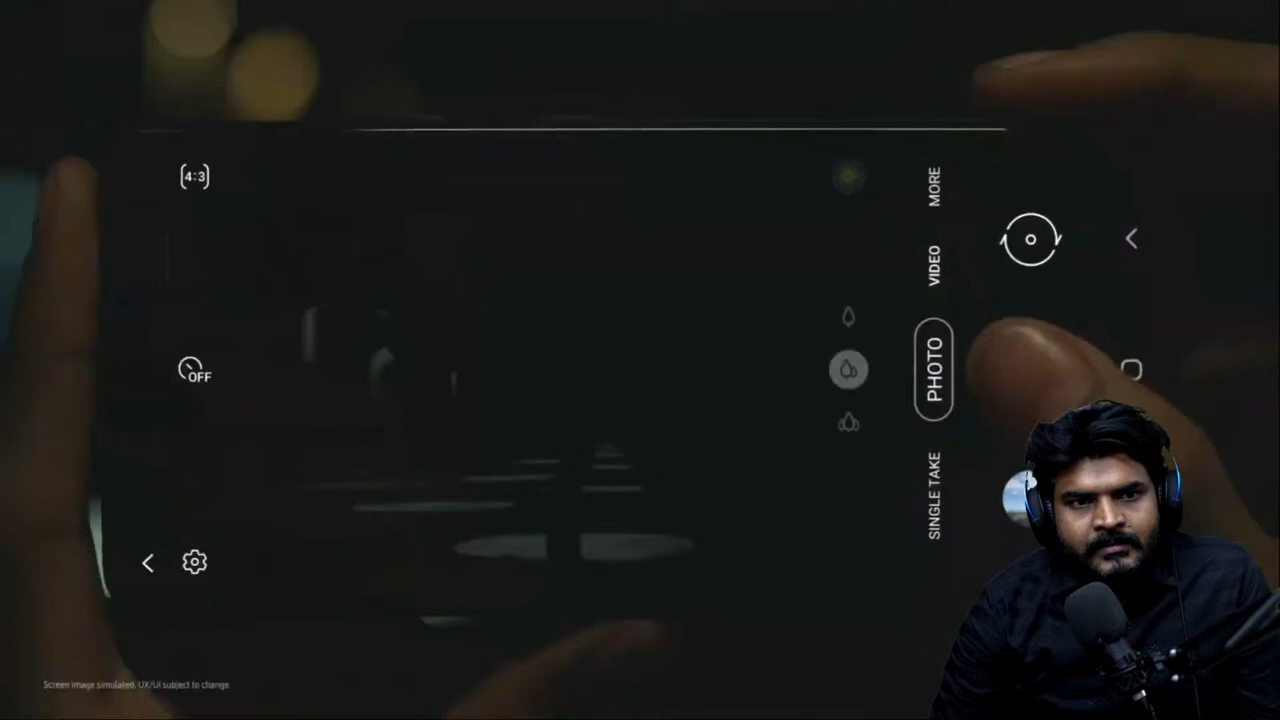 4:3
MORE
VIDEO
PHOTO
OFF
SINGLE TAKE
Screen image simulated. UX/UI subject to change.